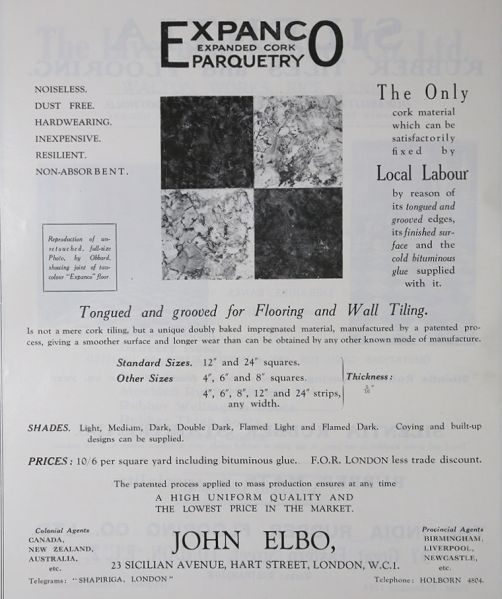 EXPANCO
EXPANDED CORK
PARQUETRY
NOISELESS.
DUST FREE.
HARDWEARING.
INEXPENSIVE.
RESILIENT.
NON-ABSORBENT.
The Only
cork material
which can be
satisfactorily
fixed by
Local Labour
by reason of
its tongued and
grooved edges,
its finished sur-
face and the
cold bituminous
glue supplied
with it.
Reproduction of un-
retouched, full-size
Photo, by Obbard,
showing joint of two-
colour "Expanco" floor.
Tongued and grooved for Flooring and Wall Tiling.
Is not a mere cork tiling, but a unique doubly baked impregnated material, manufactured by a patented pro-
cess, giving a smoother surface and longer wear than can be obtained by any other known mode of manufacture.
Standard Sizes. 12" and 24" squares.
Other Sizes 4", 6" and 8" squares.
4", 6", 8", 12" and 24" strips,
any width.
Thickness:
SHADES. Light, Medium, Dark, Double Dark, Flamed Light and Flamed Dark. Coving and built-up
designs can be supplied.
PRICES: 10/6 per square yard including bituminous glue. F.O.R. LONDON less trade discount.
The patented process applied to mass production ensures at any time
A HIGH UNIFORM QUALITY AND
THE LOWEST PRICE IN THE MARKET.
Colonial Agents
CANADA,
NEW ZEALAND,
AUSTRALIA,
etc.
JOHN ELBO,
23 SICILIAN AVENUE, HART STREET, LONDON, W.C.1.
Provincial Agents
BIRMINGHAM,
LIVERPOOL,
NEWCASTLE,
etc.
Telegrams: "SHAPIRIGA, LONDON"
Telephone: HOLBORN 4804.